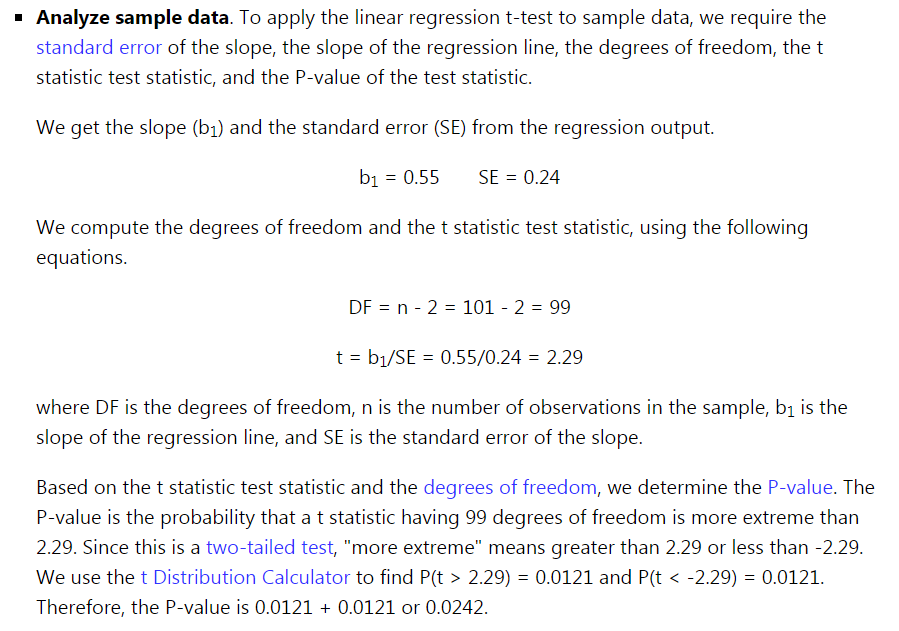 ▪ Analyze sample data. To apply the linear regression t-test to sample data, we require the
standard error of the slope, the slope of the regression line, the degrees of freedom, the t
statistic test statistic, and the P-value of the test statistic.
We get the slope (b₁) and the standard error (SE) from the regression output.
b₁ = 0.55 SE = 0.24
We compute the degrees of freedom and the t statistic test statistic, using the following
equations.
DF = n - 2 = 101 - 2 = 99
t = b₁/SE = 0.55/0.24 = 2.29
where DF is the degrees of freedom, n is the number of observations in the sample, b₁ is the
slope of the regression line, and SE is the standard error of the slope.
Based on the t statistic test statistic and the degrees of freedom, we determine the P-value. The
P-value is the probability that a t statistic having 99 degrees of freedom is more extreme than
2.29. Since this is a two-tailed test, "more extreme" means greater than 2.29 or less than -2.29.
We use the t Distribution Calculator to find P(t > 2.29) = 0.0121 and P(t < -2.29) = 0.0121.
Therefore, the P-value is 0.0121 + 0.0121 or 0.0242.